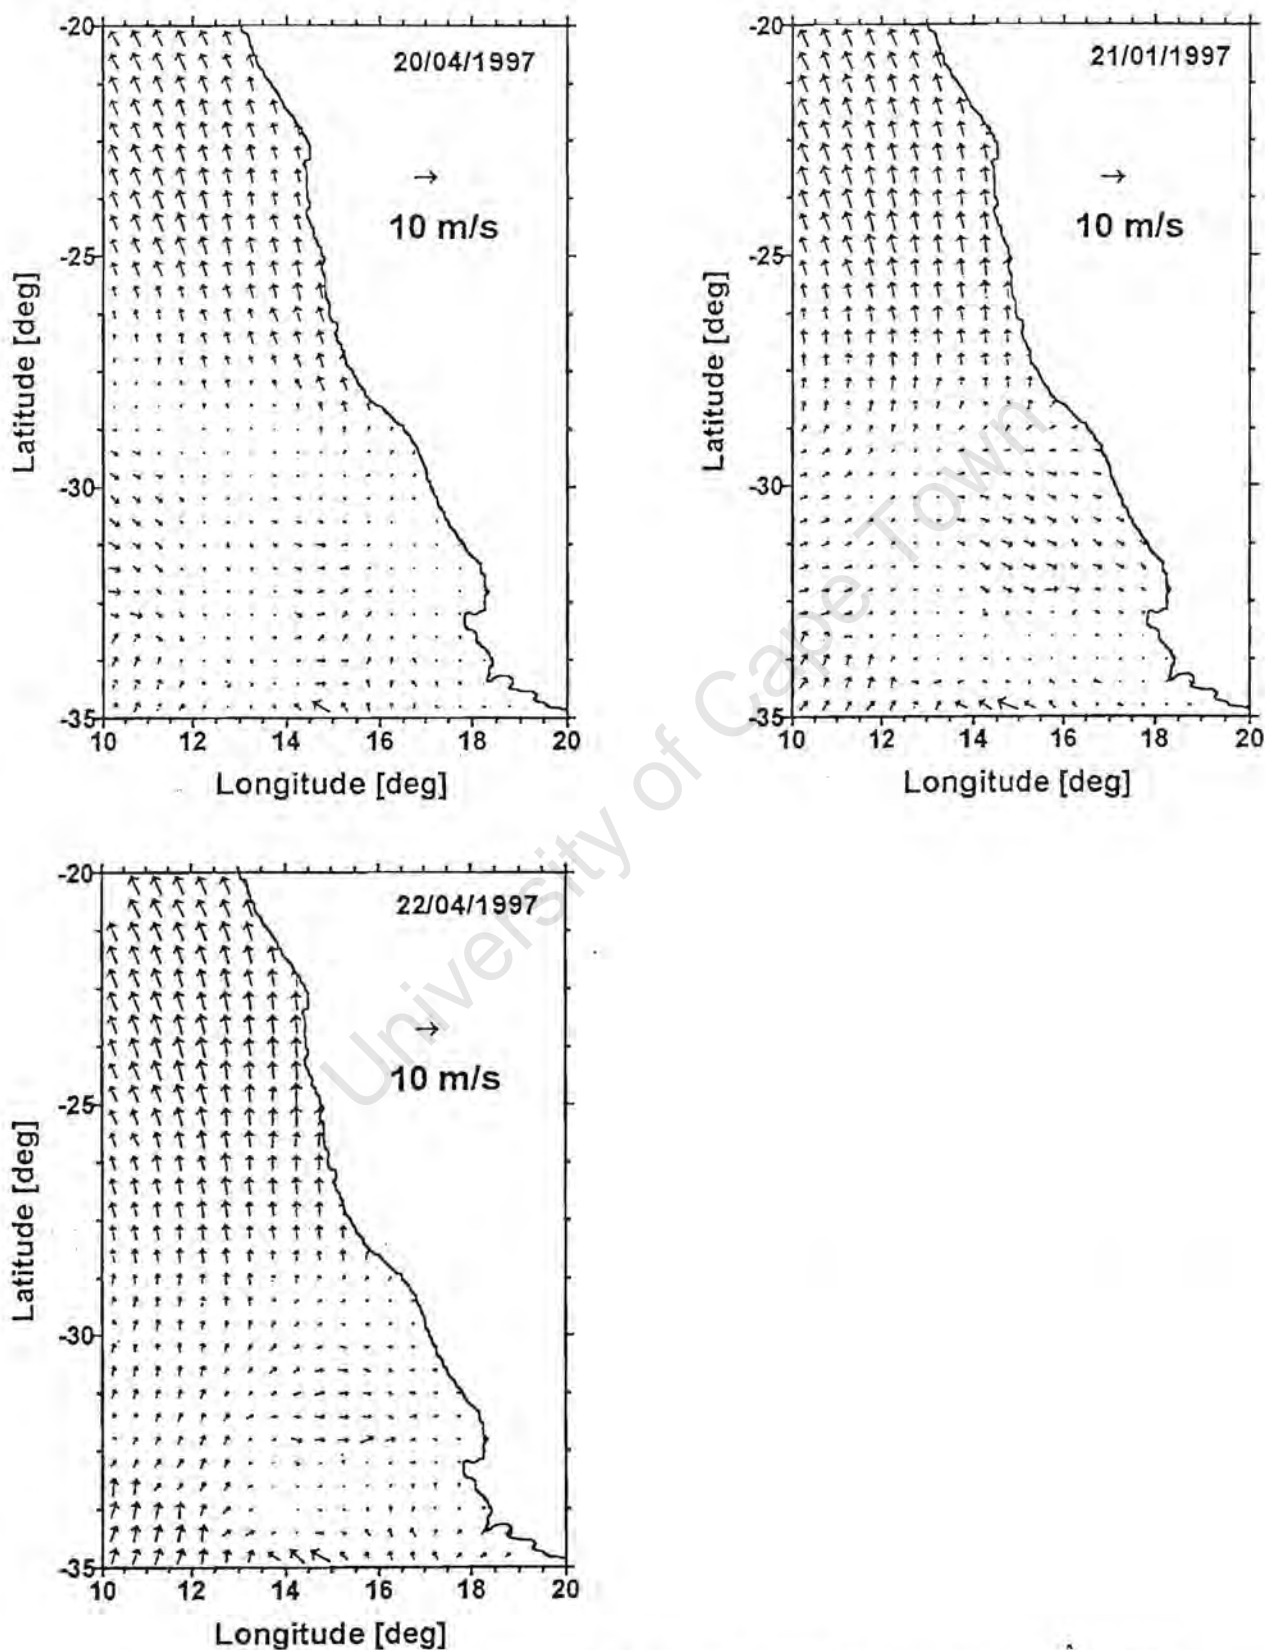 20/04/1997
10 m/s
-20
-25
-30
-35
10 12 14 16 18 20
Latitude [deg]
Longitude [deg]
21/01/1997
10 m/s
-20
-25
-30
-35
10 12 14 16 18 20
Latitude [deg]
Longitude [deg]
22/04/1997
10 m/s
-20
-25
-30
-35
10 12 14 16 18 20
Latitude [deg]
Longitude [deg]
University of Cape Town